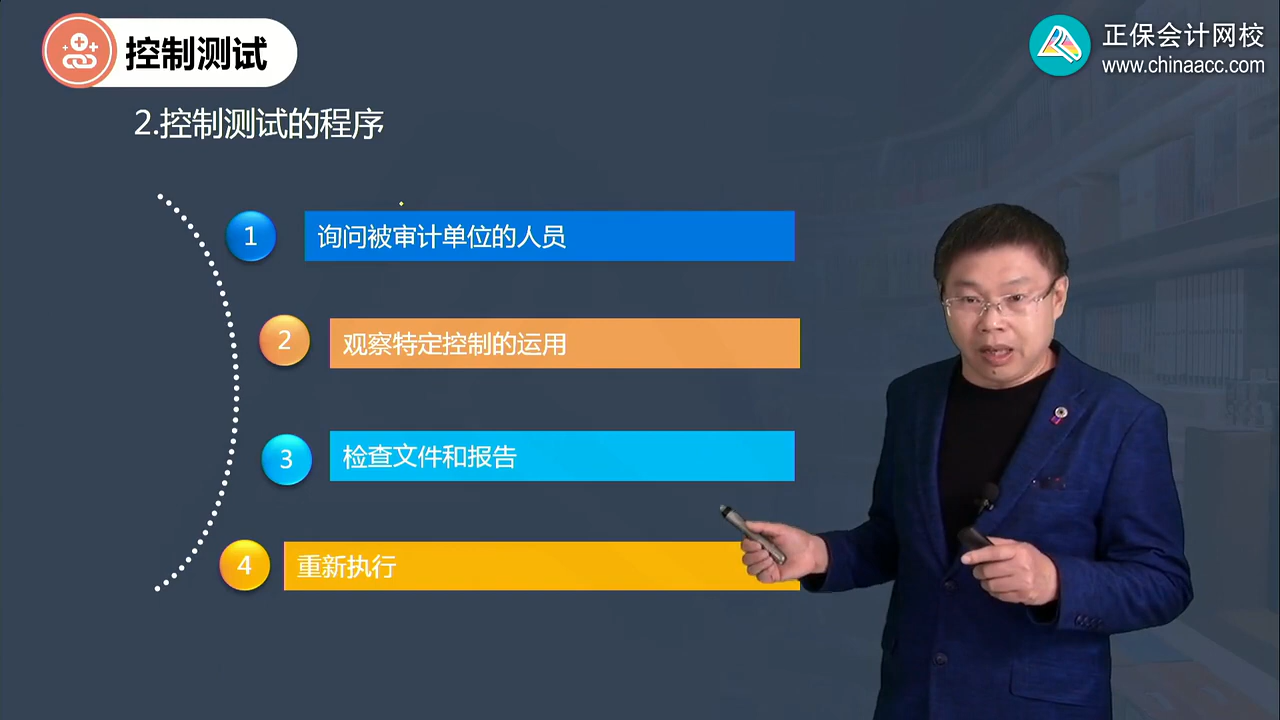 控制测试
正保会计网校
www.chinaacc.com
2.控制测试的程序
1 询问被审计单位的人员
2 观察特定控制的运用
3 检查文件和报告
4 重新执行